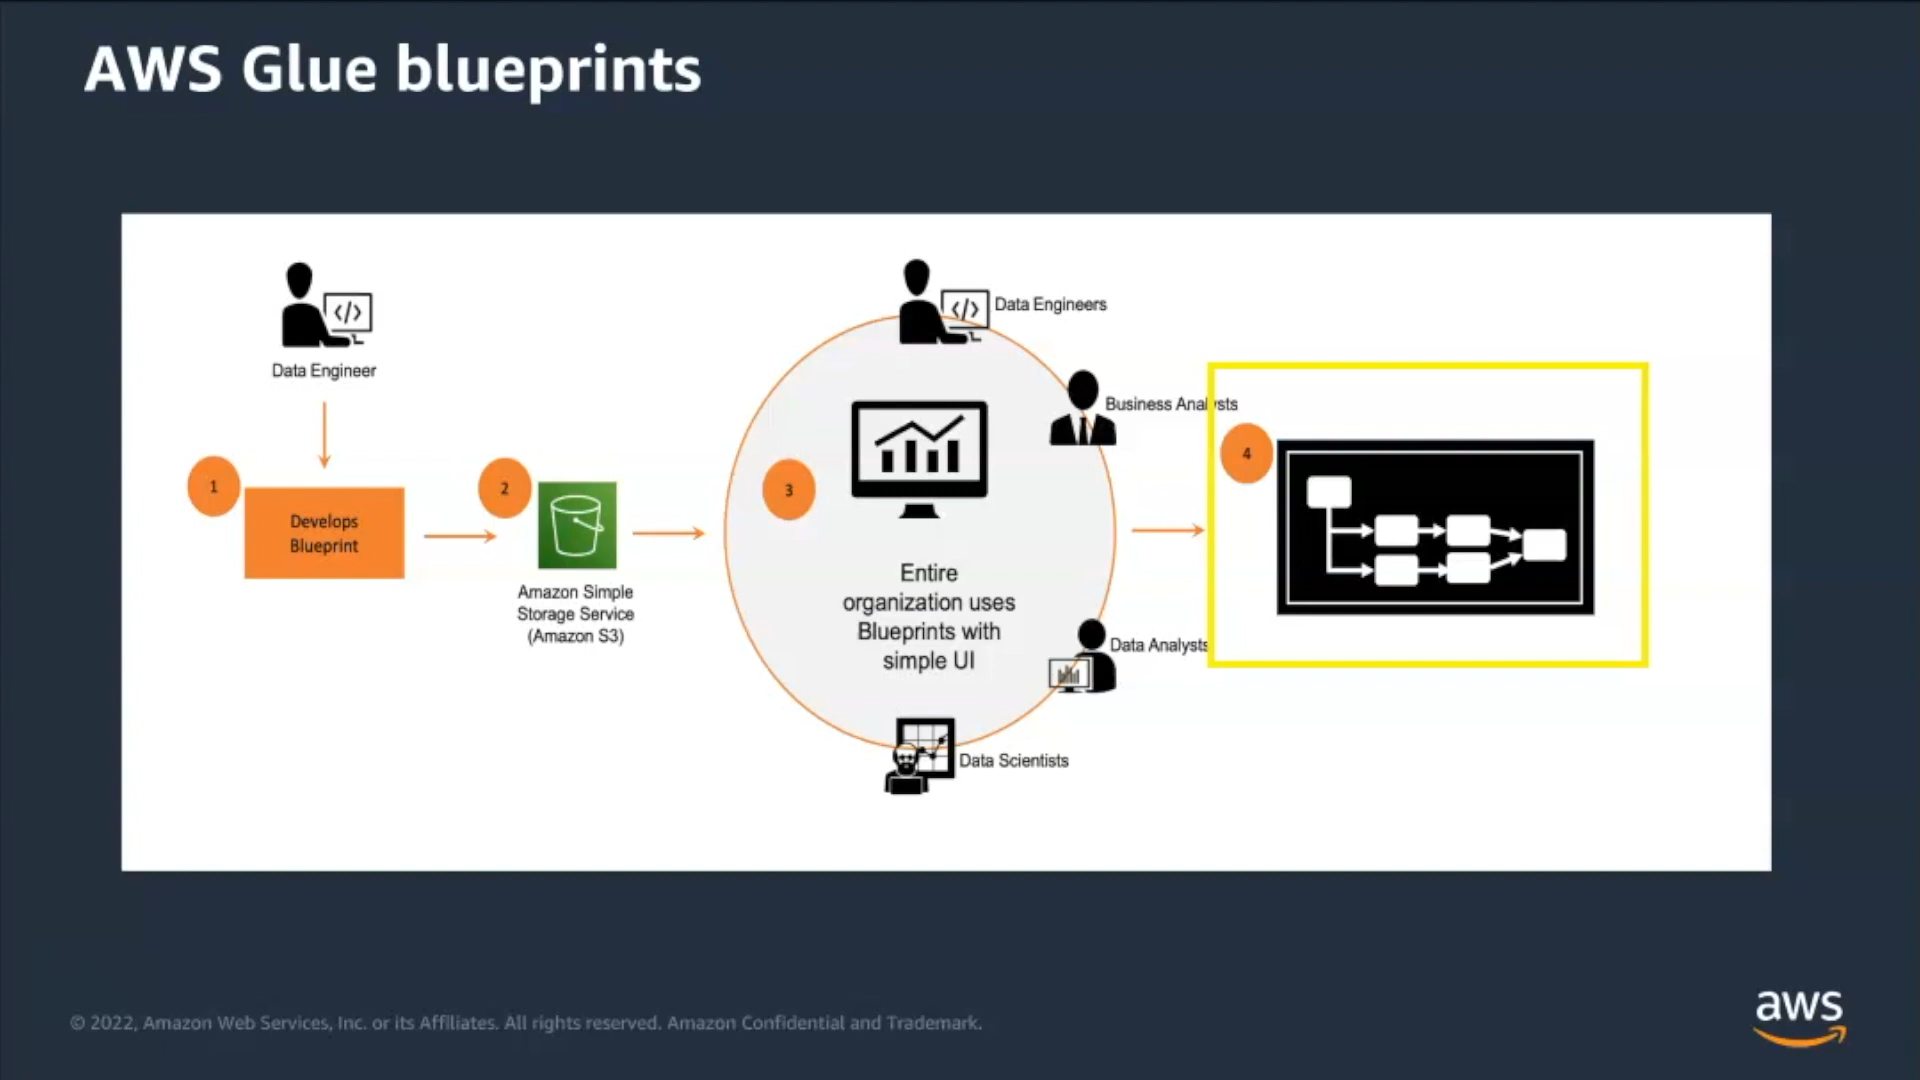 AWS Glue blueprints
</>
Data Engineer
1
Develops
Blueprint
2
Amazon Simple
Storage Service
(Amazon S3)
3
Entire
organization uses
Blueprints with
simple UI
</>
Data Engineers
Business Analysts
Data Analysts
Data Scientists
4
© 2022, Amazon Web Services, Inc. or its Affiliates. All rights reserved. Amazon Confidential and Trademark.
aws